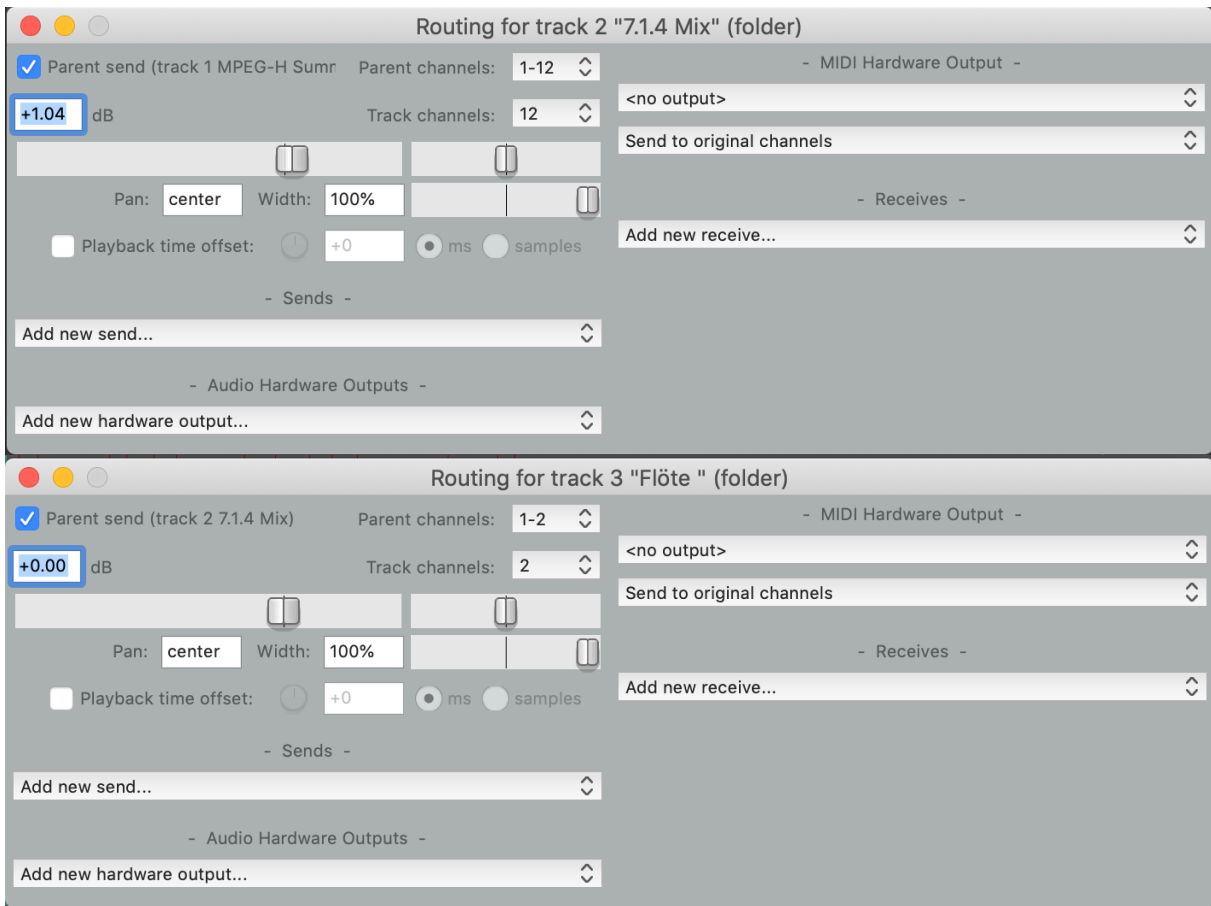 Routing for track 2 "7.1.4 Mix" (folder)
Parent send (track 1 MPEG-H Sumr Parent channels: 1-12
+1.04 dB Track channels: 12
Pan: center Width: 100%
Playback time offset: +0 ms samples
- Sends -
Add new send...
- Audio Hardware Outputs -
Add new hardware output...
- MIDI Hardware Output -
<no output>
Send to original channels
- Receives -
Add new receive...
Routing for track 3 "Flöte " (folder)
Parent send (track 2 7.1.4 Mix) Parent channels: 1-2
+0.00 dB Track channels: 2
Pan: center Width: 100%
Playback time offset: +0 ms samples
- Sends -
Add new send...
- Audio Hardware Outputs -
Add new hardware output...
- MIDI Hardware Output -
<no output>
Send to original channels
- Receives -
Add new receive...